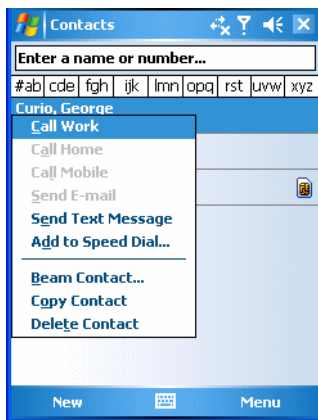 Contacts
Enter a name or number...
#ab cde fgh ijk lmn opq rst uvw xyz
Curio, George
Call Work
Call Home
Call Mobile
Send E-mail
Send Text Message
Add to Speed Dial...
Beam Contact...
Copy Contact
Delete Contact
New Menu